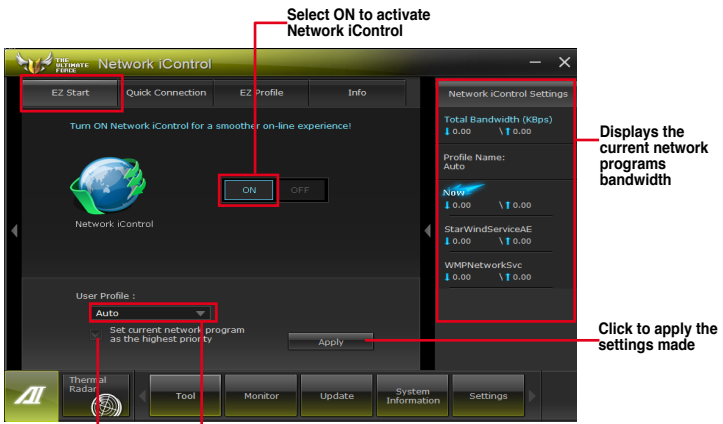 Select ON to activate
Network iControl
THE
ULTIMATE
FORCE
Network iControl
EZ Start
Quick Connection
EZ Profile
Info
Network iControl Settings
Turn ON Network iControl for a smoother on-line experience!
ON
OFF
Network iControl
Total Bandwidth (KBps)
0.00 \ 0.00
Profile Name:
Auto
Now
0.00 \ 0.00
StarWindServiceAE
0.00 \ 0.00
WMPNetworkSvc
0.00 \ 0.00
Displays the
current network
programs
bandwidth
User Profile :
Auto
Set current network program
as the highest priority
Apply
Click to apply the
settings made
AI
Thermal
Radar
Tool
Monitor
Update
System
Information
Settings